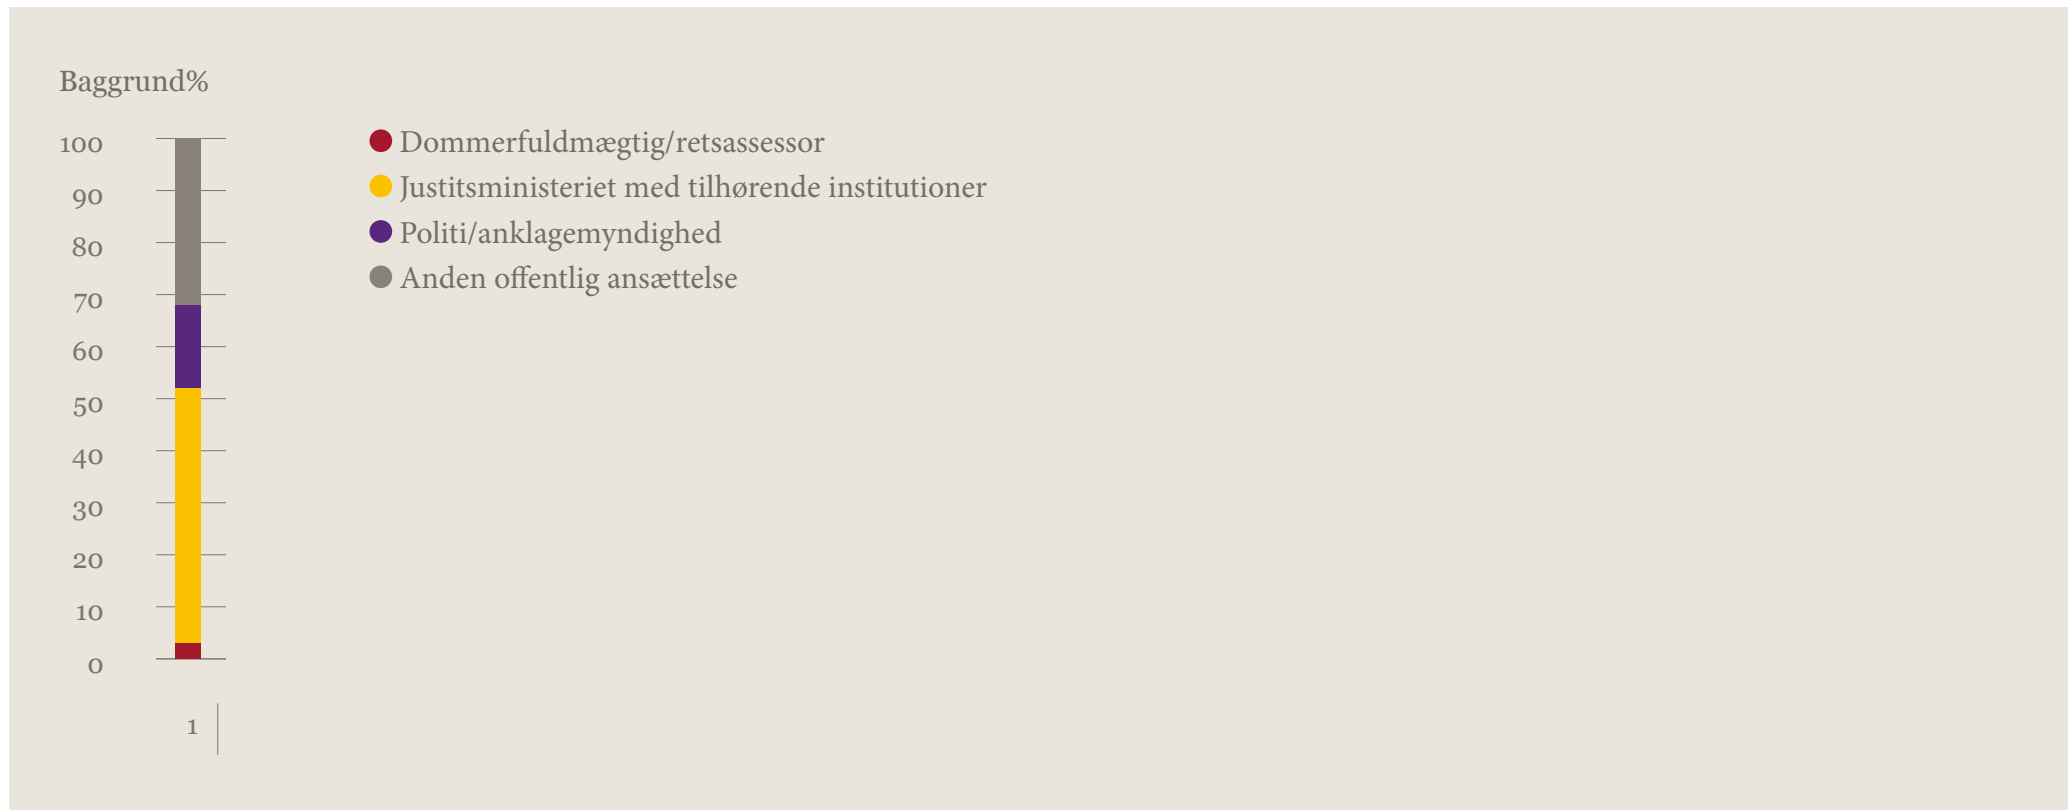 Baggrund%
100
90
80
70
60
50
40
30
20
10
0
1
Dommerfuldmægtig/retsassessor
Justitsministeriet med tilhørende institutioner
Politi/anklagemyndighed
Anden offentlig ansættelse